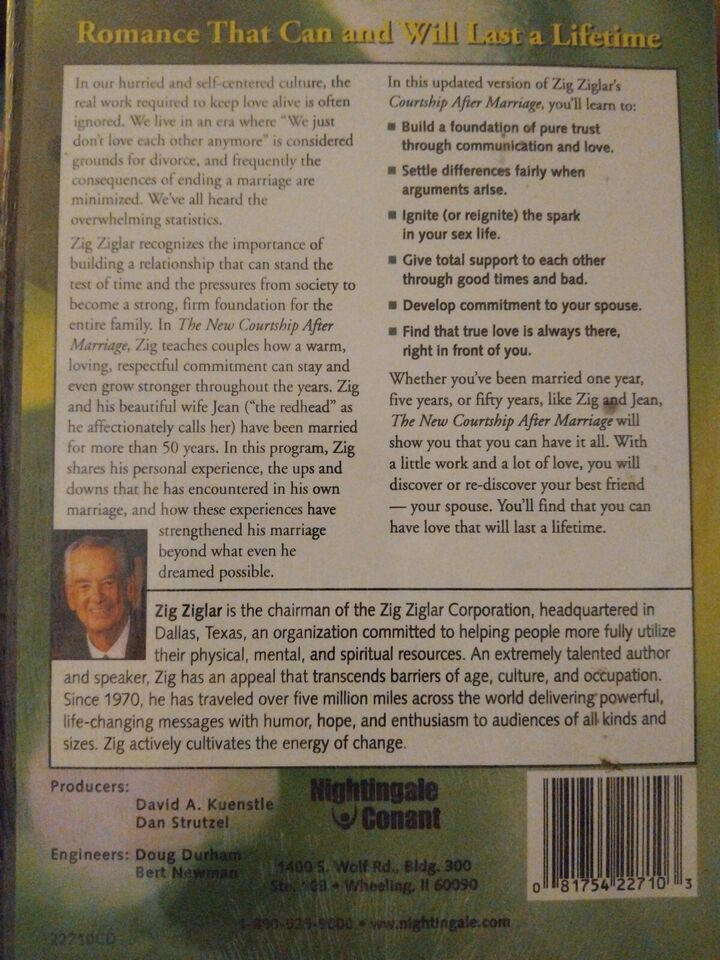 Romance That Can and Will Last a Lifetime
In our hurried and self-centered culture, the
real work required to keep love alive is often
ignored. We live in an era where “We just
don’t love each other anymore” is considered
grounds for divorce, and frequently the
consequences of ending a marriage are
minimized. We’ve all heard the
overwhelming statistics.
Zig Ziglar recognizes the importance of
building a relationship that can stand the
test of time and the pressures from society to
become a strong, firm foundation for the
entire family. In The New Courtship After
Marriage, Zig teaches couples how a warm,
loving, respectful commitment can stay and
even grow stronger throughout the years. Zig
and his beautiful wife Jean (“the redhead” as
he affectionately calls her) have been married
for more than 50 years. In this program, Zig
shares his personal experience, the ups and
downs that he has encountered in his own
marriage, and how these experiences have
strengthened his marriage
beyond what even he
dreamed possible.
In this updated version of Zig Ziglar’s
Courtship After Marriage, you’ll learn to:
■ Build a foundation of pure trust
through communication and love.
■ Settle differences fairly when
arguments arise.
■ Ignite (or reignite) the spark
in your sex life.
■ Give total support to each other
through good times and bad.
■ Develop commitment to your spouse.
■ Find that true love is always there,
right in front of you.
Whether you’ve been married one year,
five years, or fifty years, like Zig and Jean,
The New Courtship After Marriage will
show you that you can have it all. With
a little work and a lot of love, you will
discover or re-discover your best friend
— your spouse. You’ll find that you can
have love that will last a lifetime.
Zig Ziglar is the chairman of the Zig Ziglar Corporation, headquartered in
Dallas, Texas, an organization committed to helping people more fully utilize
their physical, mental, and spiritual resources. An extremely talented author
and speaker, Zig has an appeal that transcends barriers of age, culture, and occupation.
Since 1970, he has traveled over five million miles across the world delivering powerful,
life-changing messages with humor, hope, and enthusiasm to audiences of all kinds and
sizes. Zig actively cultivates the energy of change.
Producers:
David A. Kuenstle
Dan Strutzel
Engineers: Doug Durham
Bert Newman
Nightingale
Conant
1400 S. Wolf Rd., Bldg. 300
Ste. • Wheeling, Il 60090
• www.nightingale.com
22710CD
0 81754 22710 3